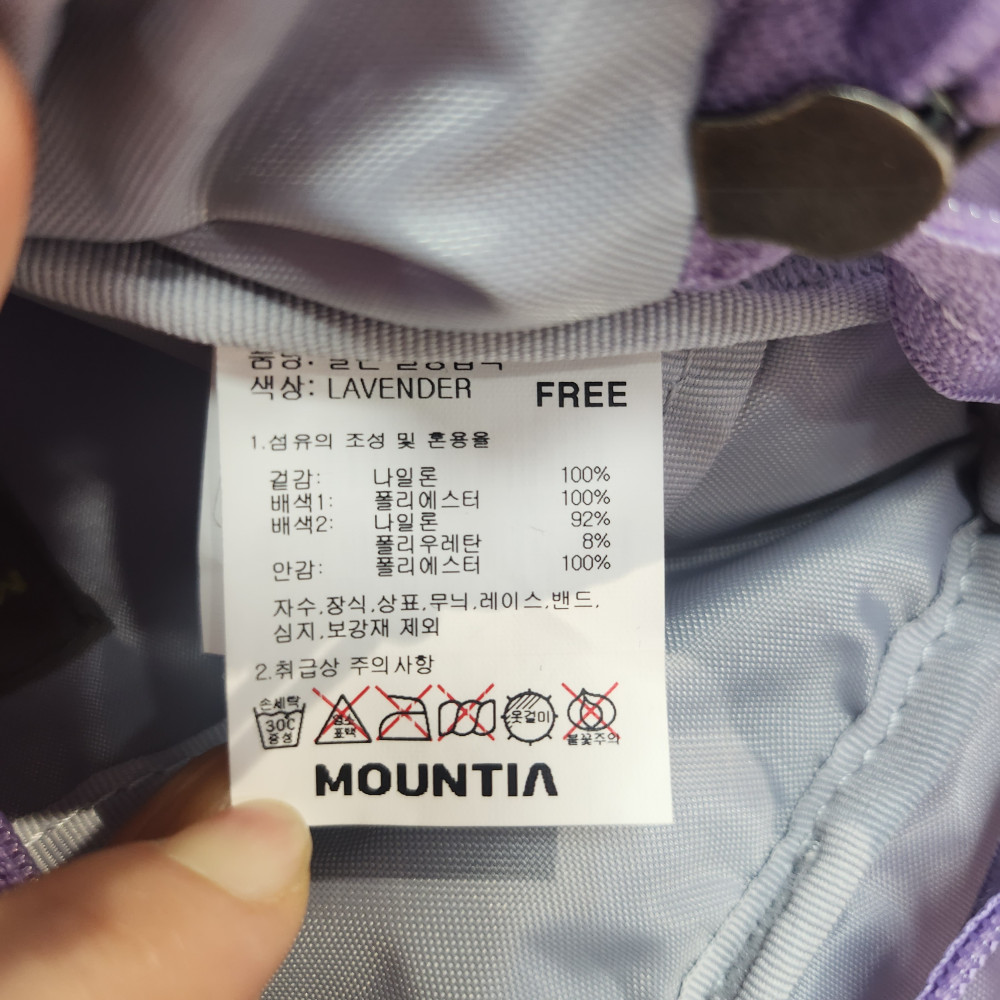 색상: LAVENDER FREE
1.섬유의 조성 및 혼용율
겉감: 나일론 100%
배색1: 폴리에스터 100%
배색2: 나일론 92%
폴리우레탄 8%
안감: 폴리에스터 100%
자수,장식,상표,무늬,레이스,밴드,
심지,보강재 제외
2.취급상 주의사항
손세탁
30C
중성
염소
표백
옷걸이
불꽃주의
MOUNTIA